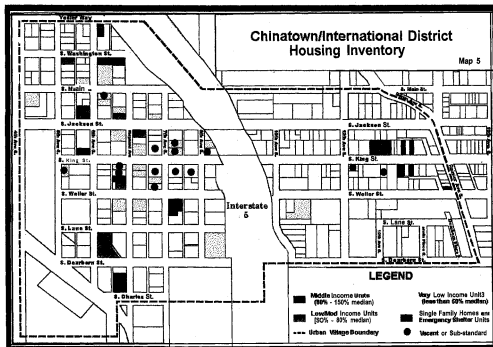 Chinatown/International District
Housing Inventory
Map 5
Yesler Way
S. Washington St.
S. Main
S. Main St.
S. Jackson St.
S. Jackson St.
S. King St.
S. King St.
S. Weller St.
S. Weller St.
Interstate
5
S. Lane St.
S. Lane St.
S. Dearborn St.
S. Dearborn St.
S. Charles St.
LEGEND
Middle Income Units
(80% - 150% median)
Low/Mod Income Units
(50% - 80% median)
Urban Village Boundary
Very Low Income Units
(less than 50% median)
Single Family Homes and
Emergency Shelter Units
Vacant or Sub-standard